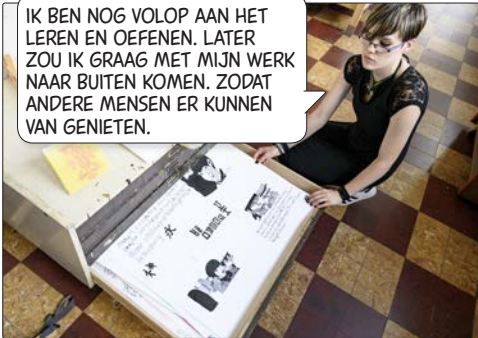 IK BEN NOG VOLOP AAN HET
LEREN EN OEFENEN. LATER
ZOU IK GRAAG MET MIJN WERK
NAAR BUITEN KOMEN. ZODAT
ANDERE MENSEN ER KUNNEN
VAN GENIETEN.